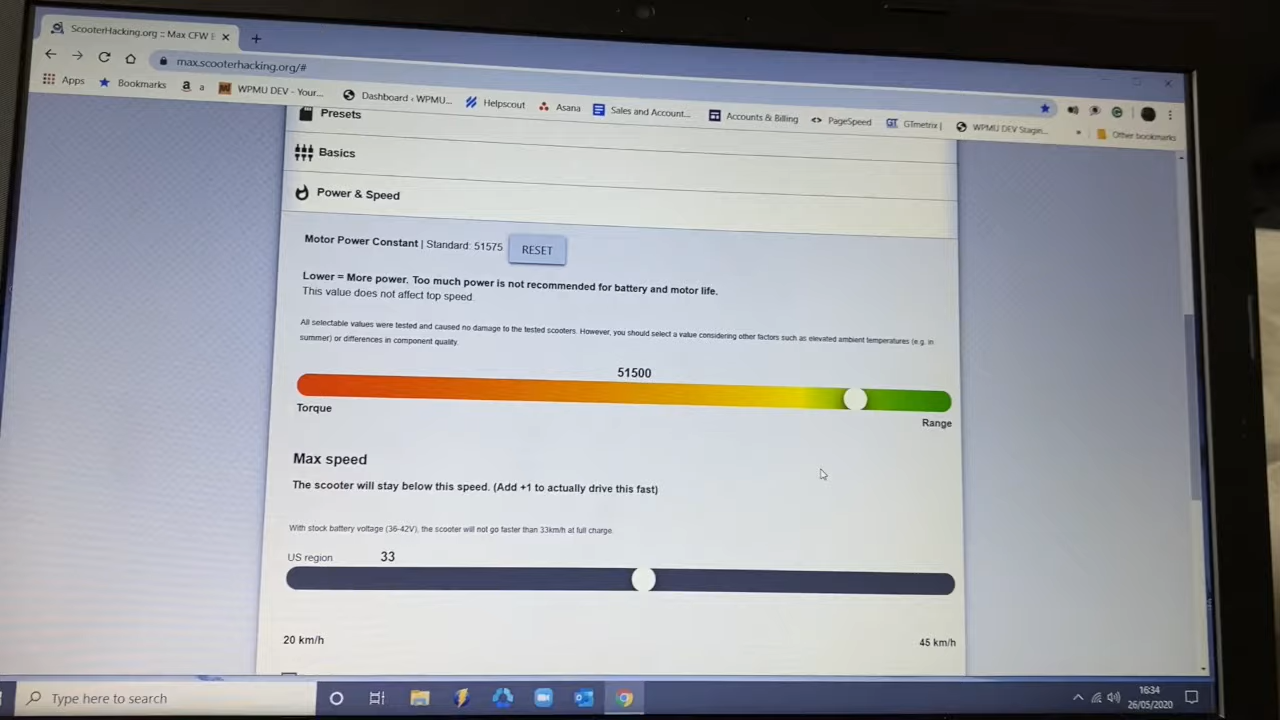 ScooterHacking.org :: Max CFW
max.scooterhacking.org/#
Apps Bookmarks a WPMU DEV - Your... Dashboard ‹ WPMU... Helpscout Asana Sales and Account... Accounts & Billing PageSpeed GTmetrix | WPMU DEV Stagin... » Other bookmarks
Presets
Basics
Power & Speed
Motor Power Constant | Standard: 51575 RESET
Lower = More power. Too much power is not recommended for battery and motor life.
This value does not affect top speed.
All selectable values were tested and caused no damage to the tested scooters. However, you should select a value considering other factors such as elevated ambient temperatures (e.g. in
summer) or differences in component quality.
51500
Torque
Range
Max speed
The scooter will stay below this speed. (Add +1 to actually drive this fast)
With stock battery voltage (36-42V), the scooter will not go faster than 33km/h at full charge.
US region 33
20 km/h 45 km/h
Type here to search
16:34
26/05/2020